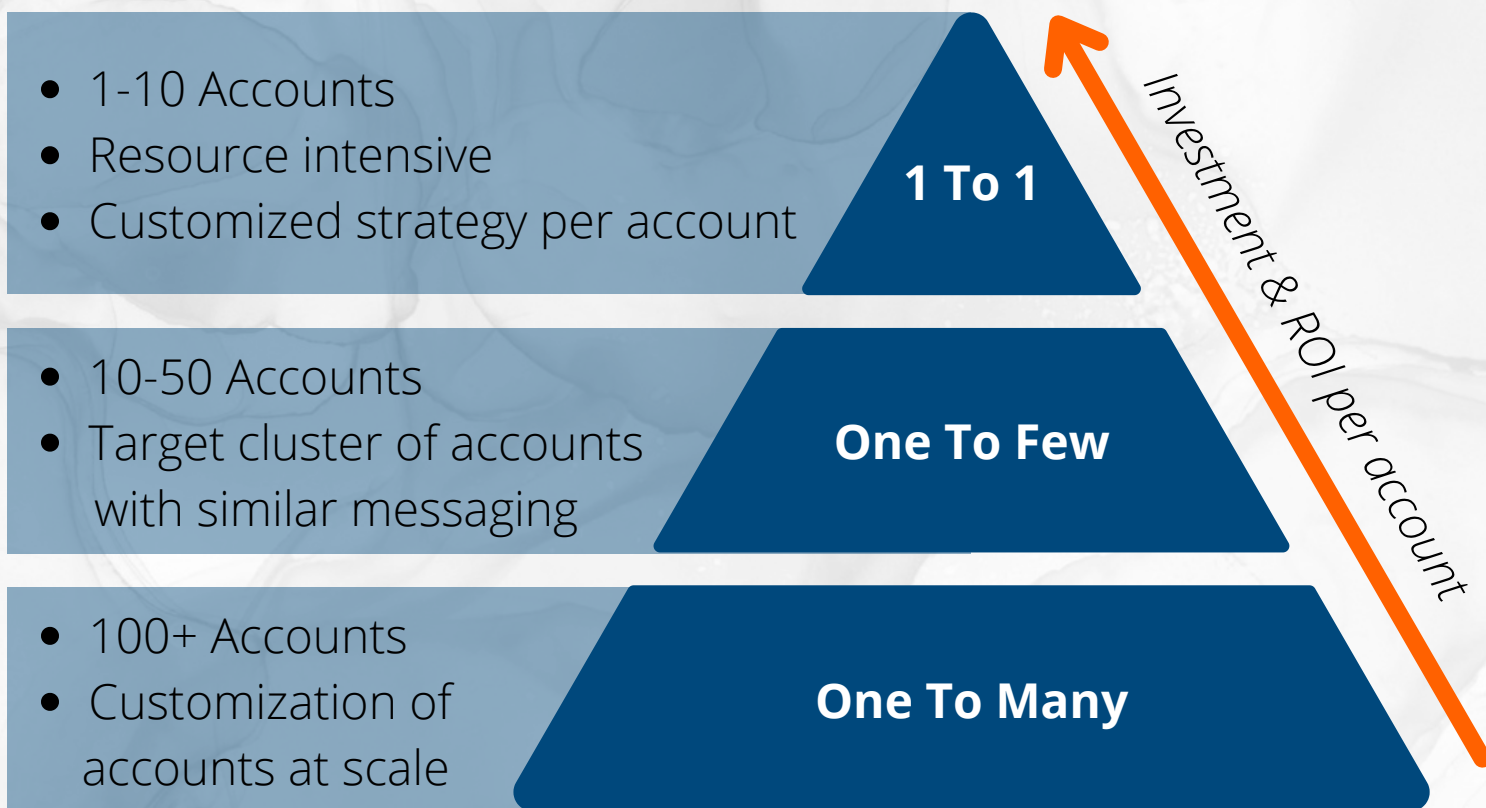 • 1-10 Accounts
• Resource intensive
• Customized strategy per account
1 To 1
• 10-50 Accounts
• Target cluster of accounts
with similar messaging
One To Few
• 100+ Accounts
• Customization of
accounts at scale
One To Many
Investment & ROI per account